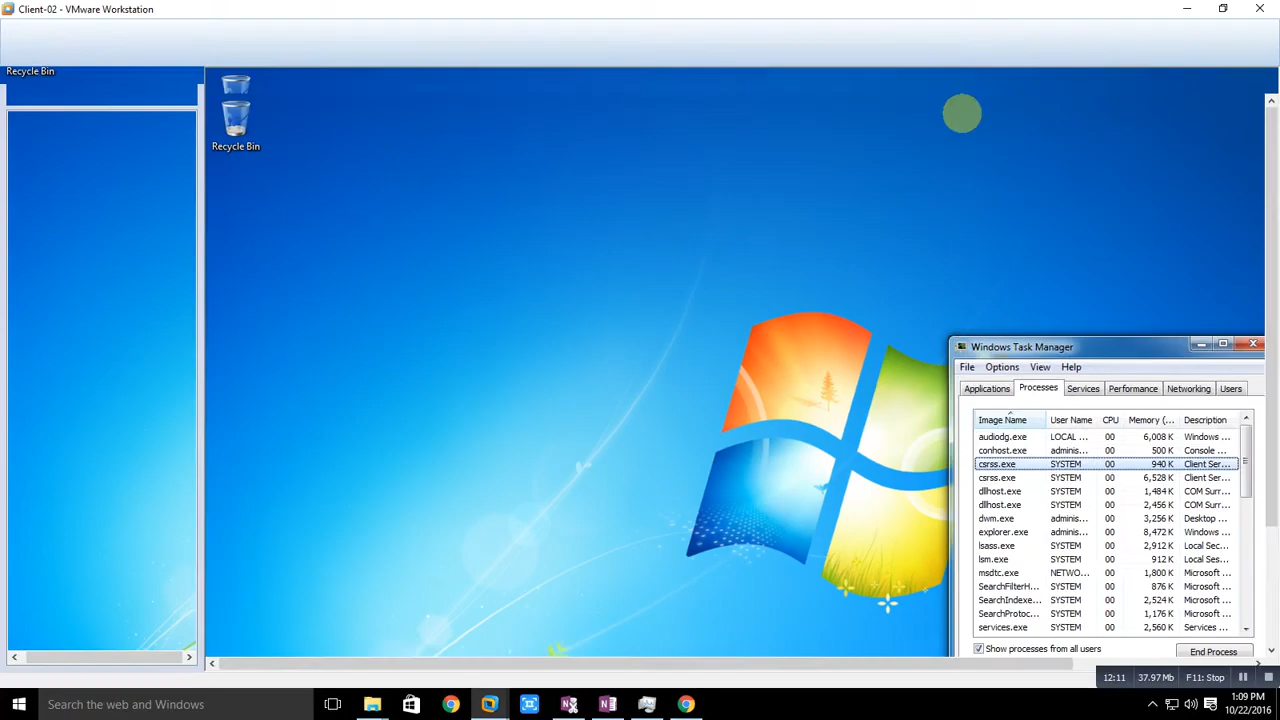 Client-02 - VMware Workstation
Recycle Bin
Recycle Bin
Windows Task Manager
File Options View Help
Applications Processes Services Performance Networking Users
Image Name User Name CPU Memory (... Description
audiodg.exe LOCAL ... 00 6,008 K Windows ...
conhost.exe adminis... 00 500 K Console ...
csrss.exe SYSTEM 00 940 K Client Ser...
csrss.exe SYSTEM 00 6,528 K Client Ser...
dllhost.exe SYSTEM 00 1,484 K COM Surr...
dllhost.exe SYSTEM 00 2,456 K COM Surr...
dwm.exe adminis... 00 3,256 K Desktop ...
explorer.exe adminis... 00 8,472 K Windows ...
lsass.exe SYSTEM 00 2,912 K Local Sec...
lsm.exe SYSTEM 00 912 K Local Ses...
msdtc.exe NETWO... 00 1,800 K Microsoft ...
SearchFilterH... SYSTEM 00 876 K Microsoft ...
SearchIndexe... SYSTEM 00 2,524 K Microsoft ...
SearchProtoc... SYSTEM 00 1,176 K Microsoft ...
services.exe SYSTEM 00 2,560 K Services ...
Show processes from all users
End Process
12:11 37.97 Mb F11: Stop
Search the web and Windows
1:09 PM
10/22/2016